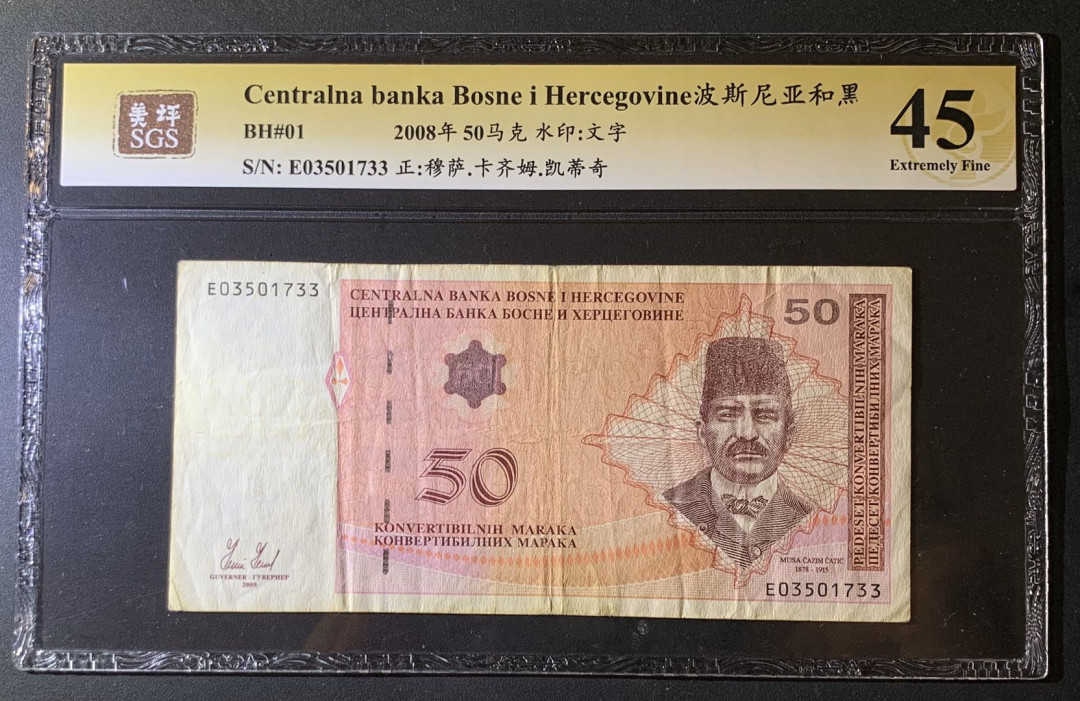 美坪
SGS
Centralna banka Bosne i Hercegovine波斯尼亚和黑
BH#01 2008年 50马克 水印:文字
S/N: E03501733 正:穆萨.卡齐姆.凯蒂奇
45
Extremely Fine
E03501733
CENTRALNA BANKA BOSNE I HERCEGOVINE
ЦЕНТРАЛНА БАНКА БОСНЕ И ХЕРЦЕГОВИНЕ
50
PEDESET KONVERTIBILNIH MARAKA
ПЕДЕСЕТ КОНВЕРТИБИЛНИХ МАРАКА
50
KONVERTIBILNIH MARAKA
КОНВЕРТИБИЛНИХ МАРАКА
GUVERNER - ГУВЕРНЕР
2009
MUSA ĆAZIM ĆATIĆ
1878 - 1915
E03501733